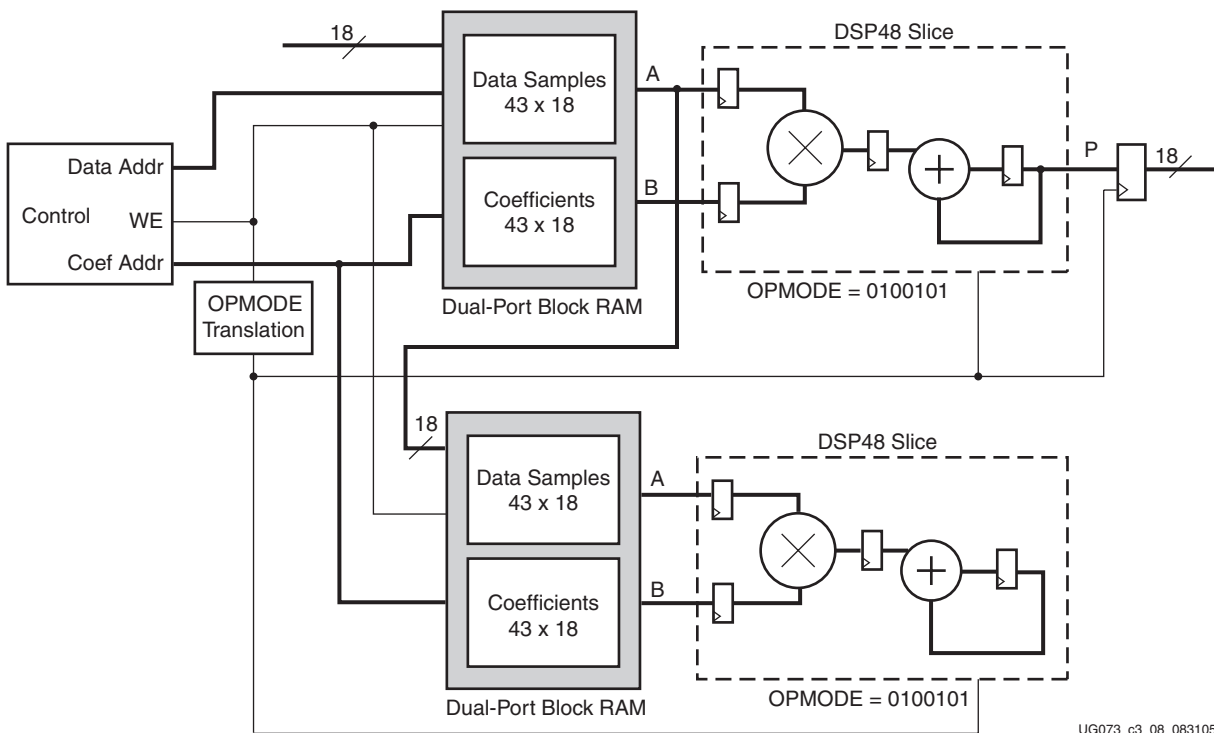 DSP48 Slice
18
Data Samples
43 x 18
A
Data Addr
Control
WE
Coef Addr
Coefficients
43 x 18
B
P
18
OPMODE
Translation
Dual-Port Block RAM
OPMODE = 0100101
18
DSP48 Slice
Data Samples
43 x 18
A
Coefficients
43 x 18
B
Dual-Port Block RAM
OPMODE = 0100101
UG073_c3_08_083105